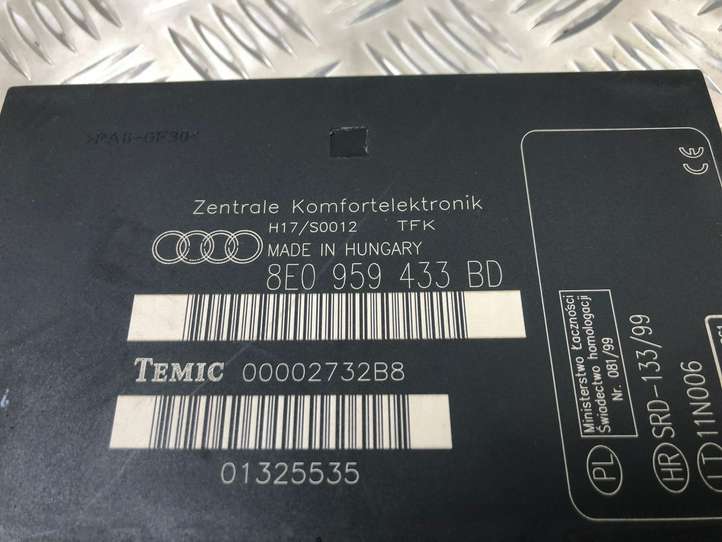 >PA6-GF30<
Zentrale Komfortelektronik
H17/S0012 TFK
MADE IN HUNGARY
8E0 959 433 BD
TEMIC 00002732B8
01325535
CE
Ministerstwo Łączności
Świadectwo homologacji
Nr. 081/99
PL
HR SRD-133/99
LT 11N006